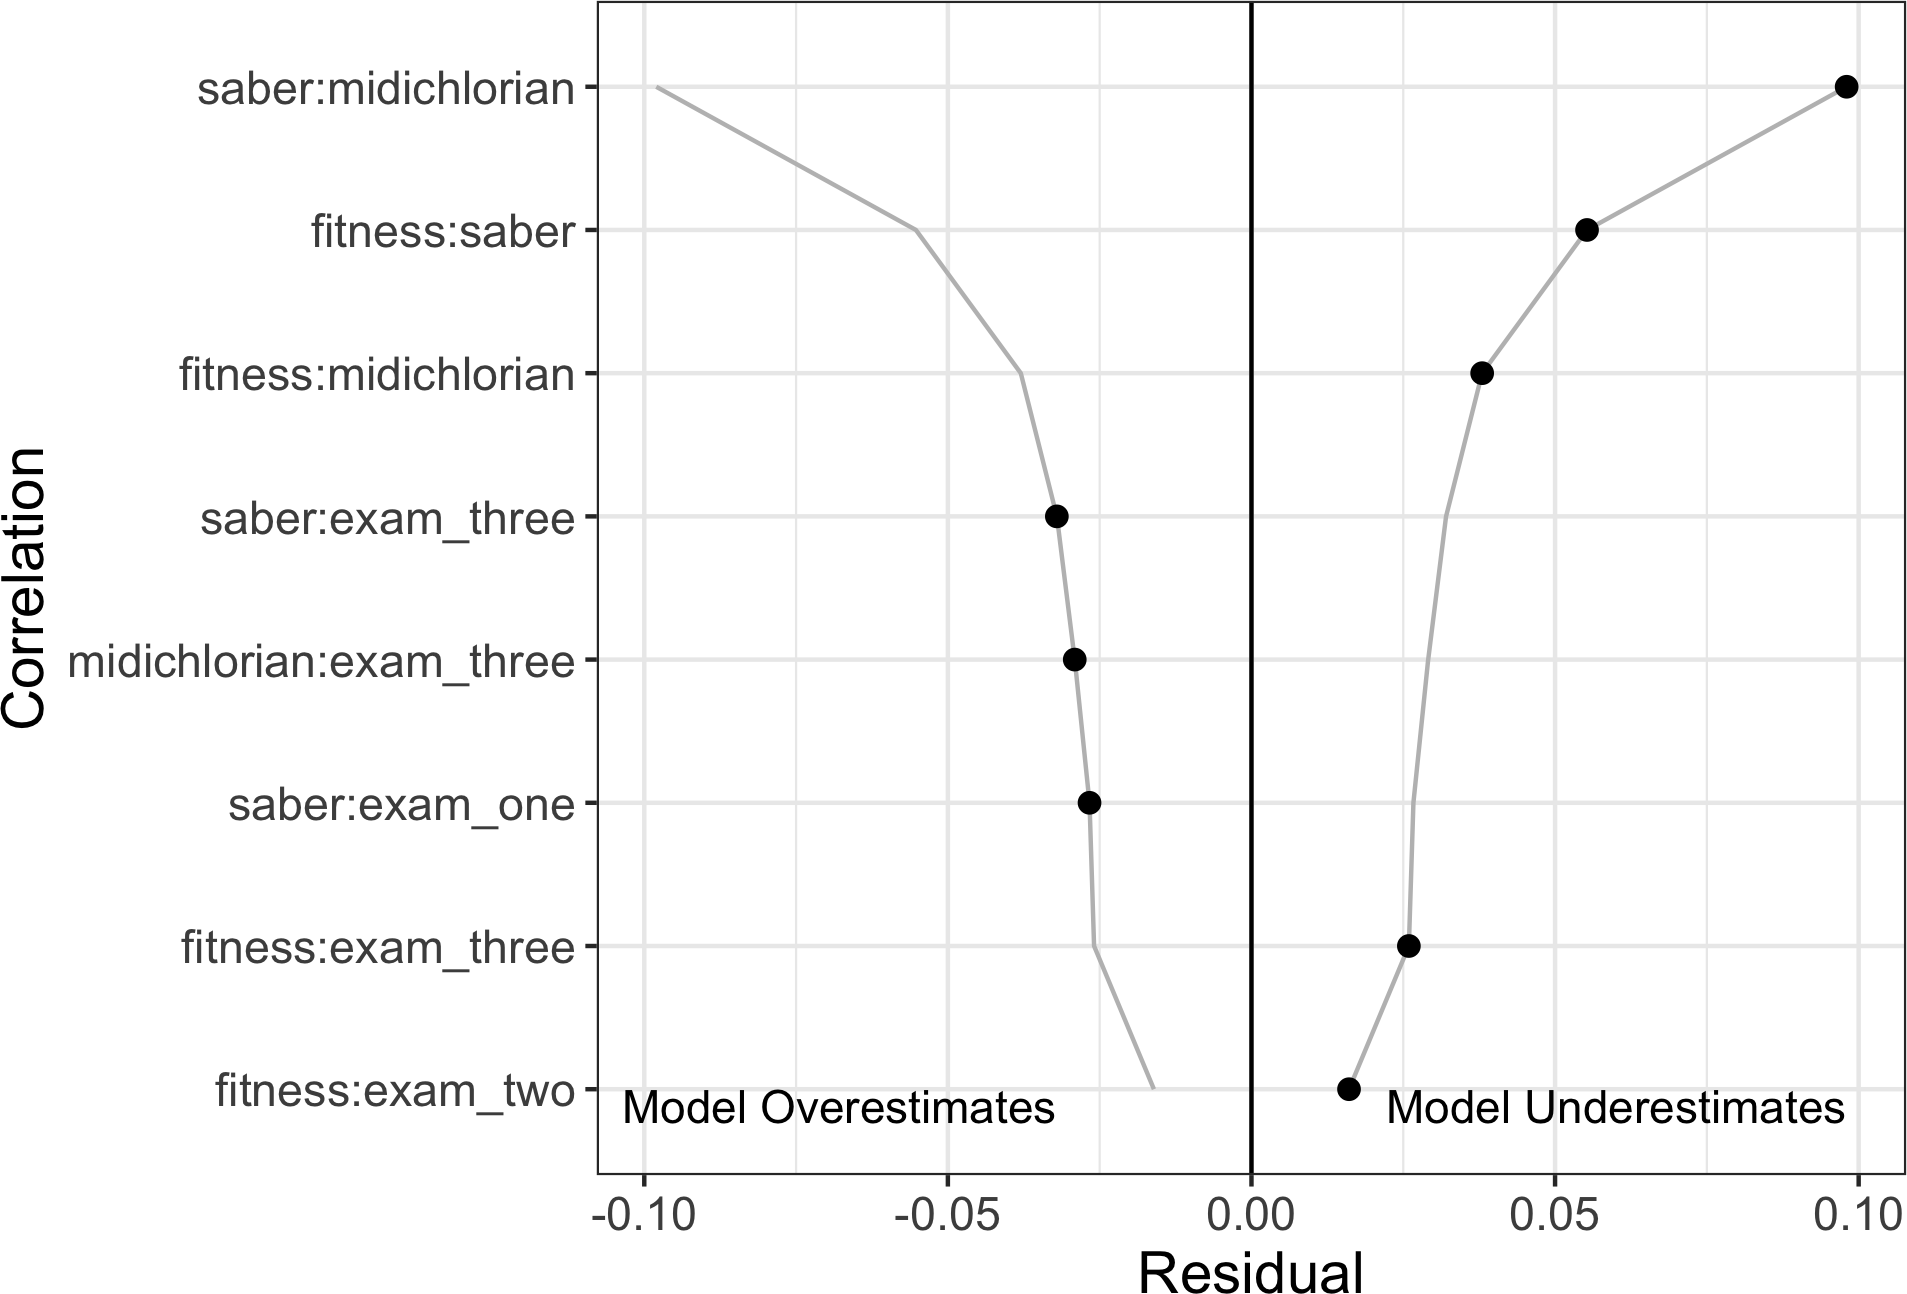 saber:midichlorian
fitness:saber
fitness:midichlorian
saber:exam_three
midichlorian:exam_three
saber:exam_one
fitness:exam_three
fitness:exam_two
Correlation
Model Overestimates
Model Underestimates
-0.10
-0.05
0.00
0.05
0.10
Residual